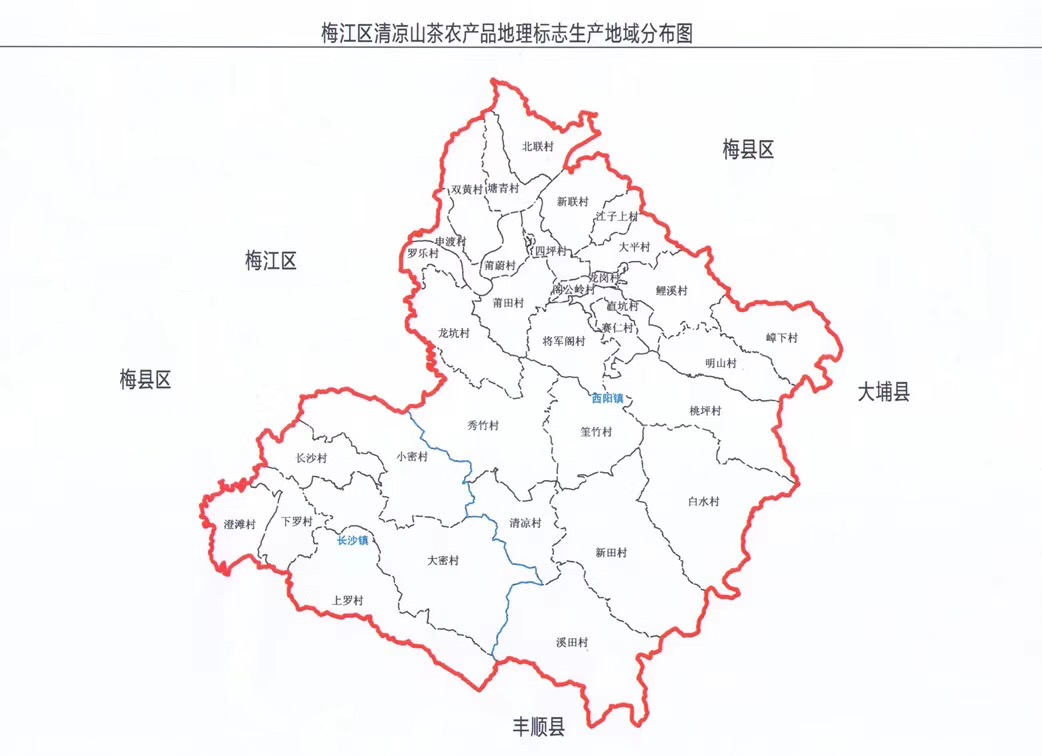 梅江区清凉山茶农产品地理标志生产地域分布图
北联村
梅县区
双黄村
塘青村
新联村
江子上村
申渡村
罗乐村
四坪村
大平村
梅江区
莆蔚村
龙岗村
阁公岭村
鲤溪村
莆田村
直坑村
龙坑村
赛仁村
将军阁村
嶂下村
明山村
梅县区
大埔县
西阳镇
桃坪村
秀竹村
笙竹村
长沙村
小密村
白水村
澄滩村
下罗村
清凉村
长沙镇
新田村
大密村
上罗村
溪田村
丰顺县